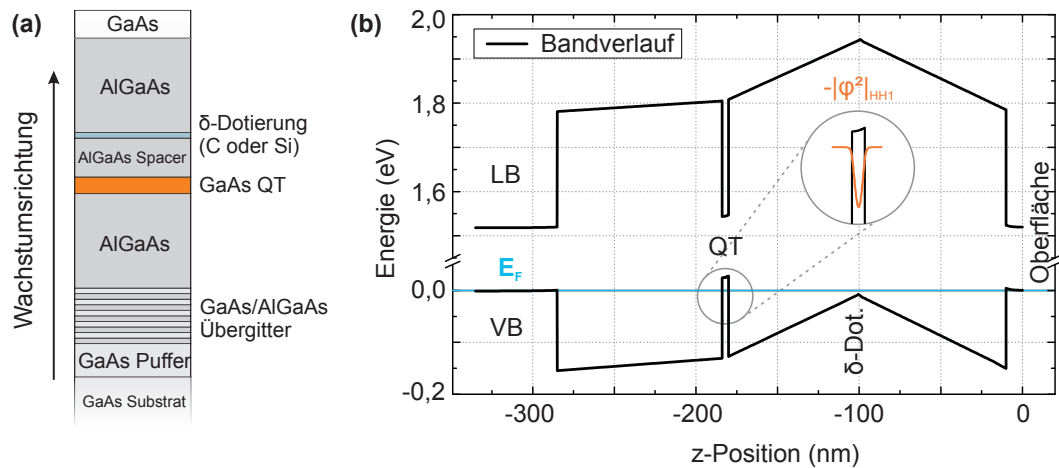 (a)
Wachstumsrichtung
GaAs
AlGaAs
δ-Dotierung
(C oder Si)
AlGaAs Spacer
GaAs QT
AlGaAs
GaAs/AlGaAs
Übergitter
GaAs Puffer
GaAs Substrat
(b)
Energie (eV)
2,0
1,8
1,6
0,0
-0,2
Bandverlauf
-|φ²|HH1
LB
QT
EF
VB
δ-Dot.
Oberfläche
-300
-200
-100
0
z-Position (nm)